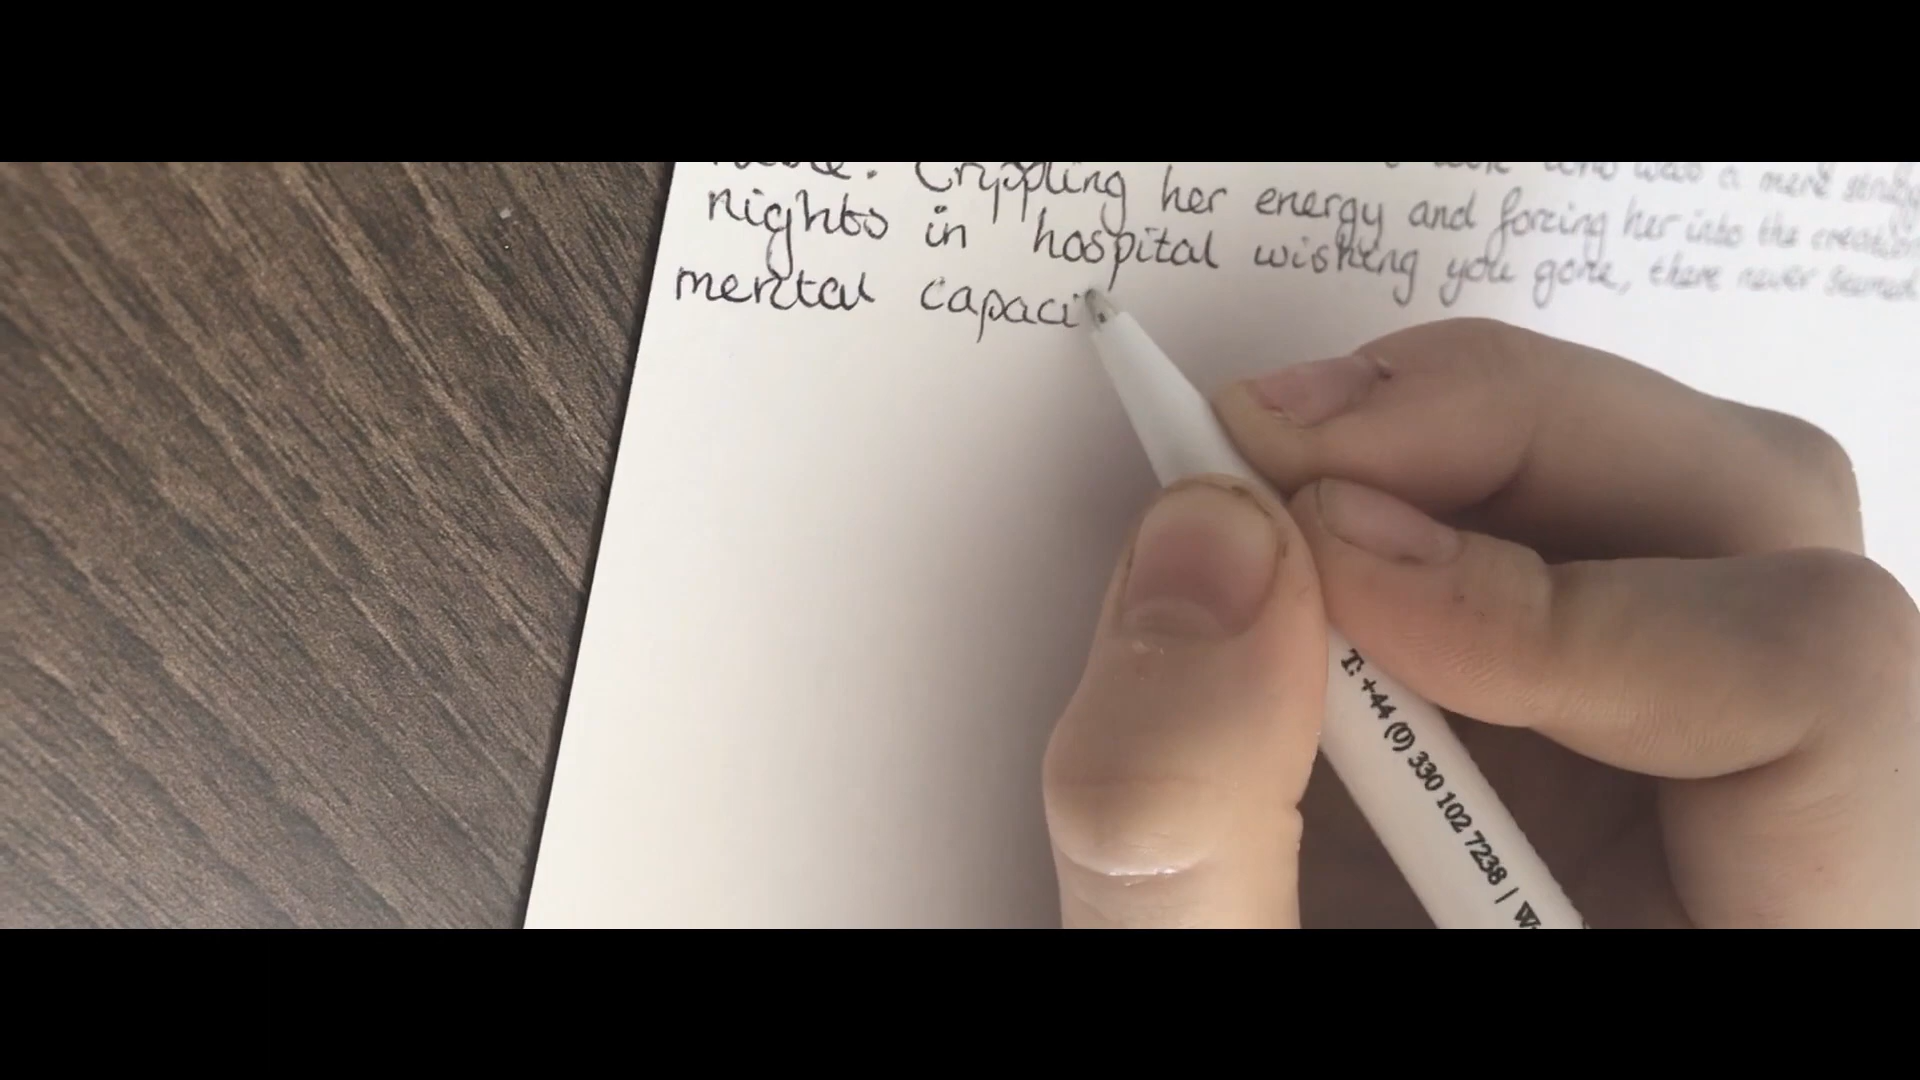 Crippling her energy and forcing her into the creation
nights in hospital wishing you gone, there never seemed
mental capaci
T: +44 (0) 330 102 7238 | W